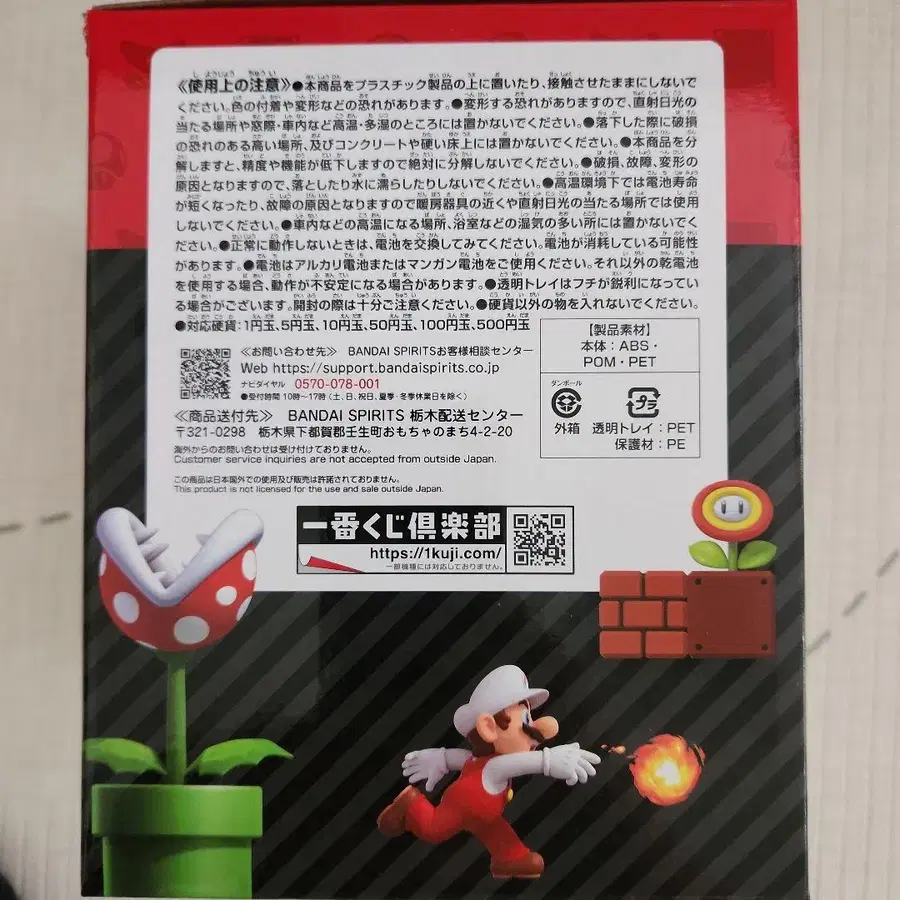 《使用上の注意》●本商品をプラスチック製品の上に置いたり、接触させたままにしないで
ください。色の付着や変形などの恐れがあります。●変形する恐れがありますので、直射日光の
当たる場所や窓際・車内など高温・多湿のところには置かないでください。●落下した際に破損
の恐れのある高い場所、及びコンクリートや硬い床上には置かないでください。●本商品を分
解しますと、精度や機能が低下しますので絶対に分解しないでください。●破損、故障、変形の
原因となりますので、落としたり水に濡らしたりしないでください。●高温環境下では電池寿命
が短くなったり、故障の原因となりますので暖房器具の近くや直射日光の当たる場所では使用
しないでください。●車内などの高温になる場所、浴室などの湿気の多い所には置かないでくだ
さい。●正常に動作しないときは、電池を交換してみてください。電池が消耗している可能性
があります。●電池はアルカリ電池またはマンガン電池をご使用ください。それ以外の乾電池
を使用する場合、動作が不安定になる場合があります。●透明トレイはフチが鋭利になってい
る場合がございます。開封の際は十分ご注意ください。●硬貨以外の物を入れないでください。
●対応硬貨：1円玉、5円玉、10円玉、50円玉、100円玉、500円玉
【製品素材】
本体：ABS・
POM・PET
≪お問い合わせ先≫ BANDAI SPIRITSお客様相談センター
Web https://support.bandaispirits.co.jp
ナビダイヤル 0570-078-001
●受付時間 10時〜17時（土、日、祝日、夏季・冬季休業日を除く）
ダンボール
プラ
外箱 透明トレイ：PET
保護材：PE
≪商品送付先≫ BANDAI SPIRITS 栃木配送センター
〒321-0298 栃木県下都賀郡壬生町おもちゃのまち4-2-20
海外からのお問い合わせは受け付けておりません。
Customer service inquiries are not accepted from outside Japan.
この商品は日本国外での使用及び販売は許諾されておりません。
This product is not licensed for the use and sale outside Japan.
一番くじ倶楽部
https://1kuji.com/
一部機種には対応しておりません。